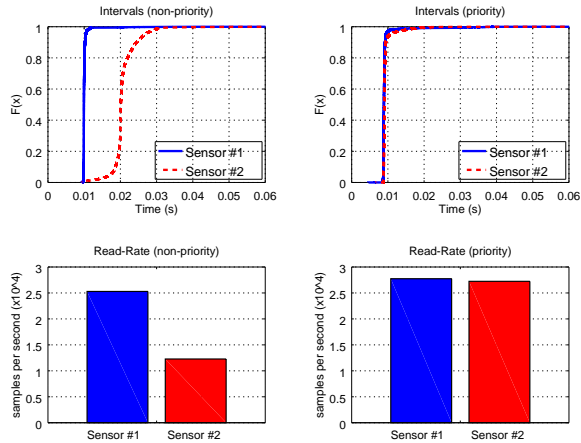 Intervals (non-priority)
1
0.8
0.6
0.4
0.2
0
F(x)
Sensor #1
Sensor #2
0 0.01 0.02 0.03 0.04 0.05 0.06
Time (s)
Intervals (priority)
1
0.8
0.6
0.4
0.2
0
F(x)
Sensor #1
Sensor #2
0 0.01 0.02 0.03 0.04 0.05 0.06
Time (s)
Read-Rate (non-priority)
3
2.5
2
1.5
1
0.5
0
samples per second (x10^4)
Sensor #1 Sensor #2
Read-Rate (priority)
3
2.5
2
1.5
1
0.5
0
samples per second (x10^4)
Sensor #1 Sensor #2